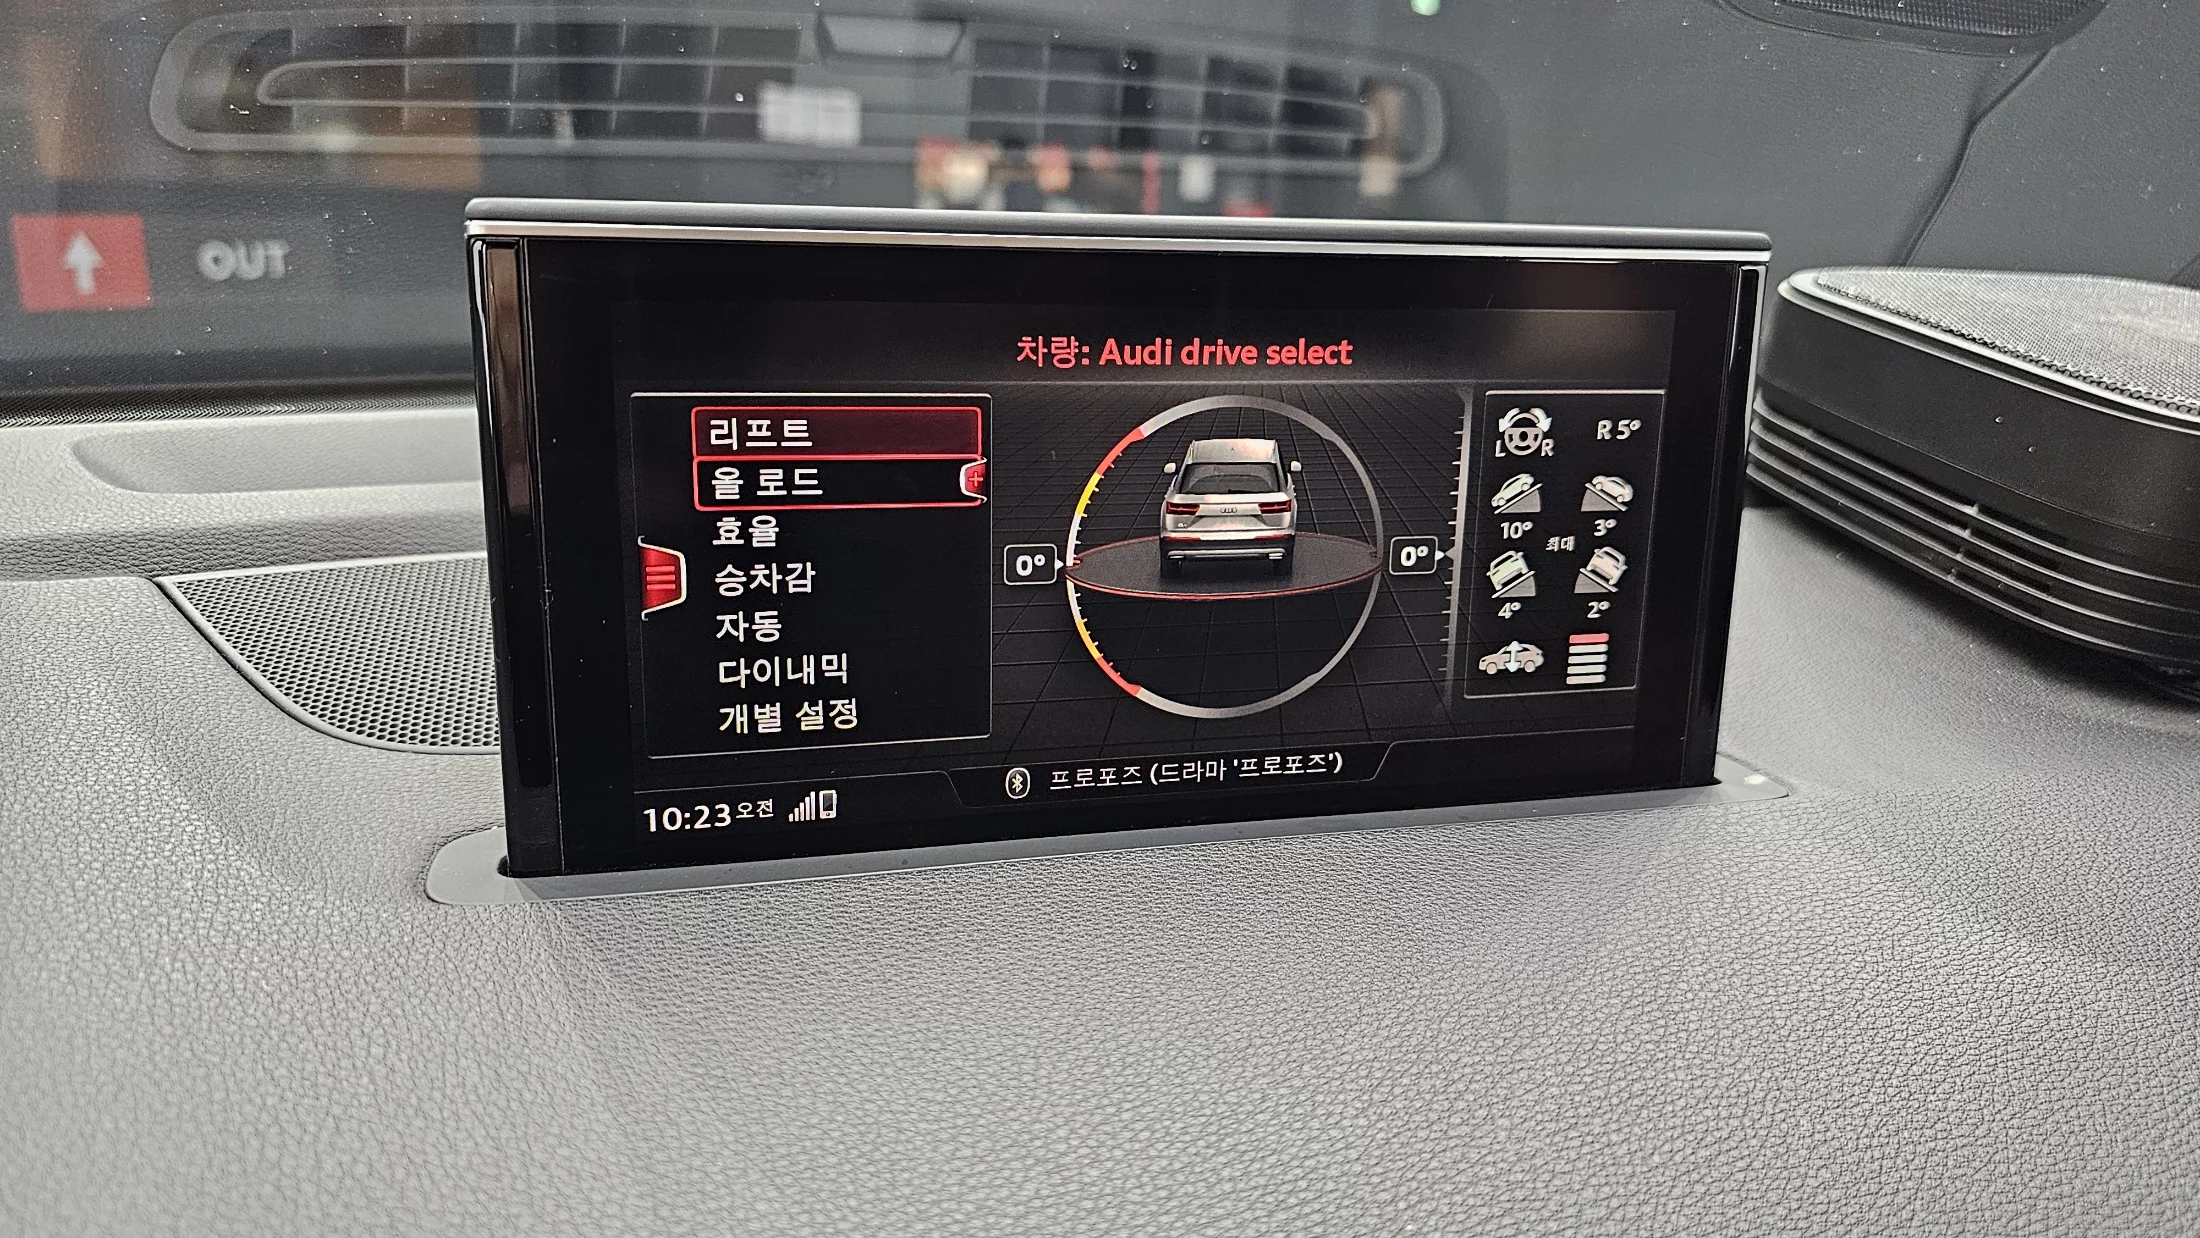 OUT
차량: Audi drive select
리프트
올 로드
효율
승차감
자동
다이내믹
개별 설정
0°
0°
L R R 5°
10° 최대 3°
4° 2°
프로포즈 (드라마 '프로포즈')
10:23 오전